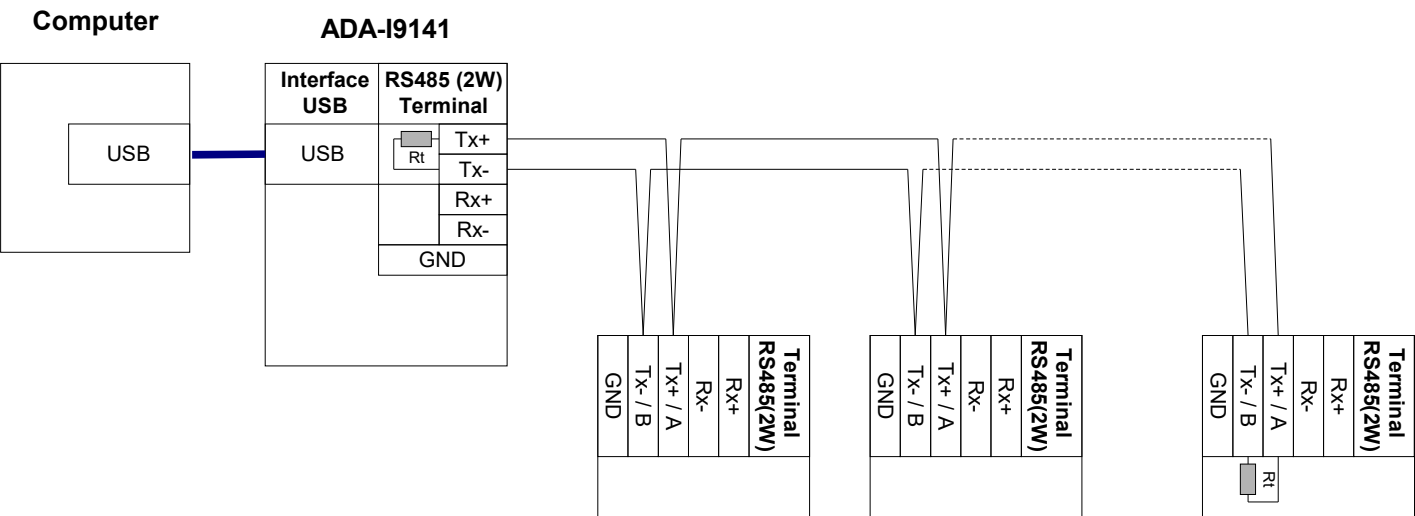 Computer
ADA-I9141
Interface
USB
RS485 (2W)
Terminal
USB
USB
Rt
Tx+
Tx-
Rx+
Rx-
GND
GND
Tx- / B
Tx+ / A
Rx-
Rx+
Terminal
RS485(2W)
GND
Tx- / B
Tx+ / A
Rx-
Rx+
Terminal
RS485(2W)
GND
Tx- / B
Tx+ / A
Rx-
Rx+
Terminal
RS485(2W)
Rt